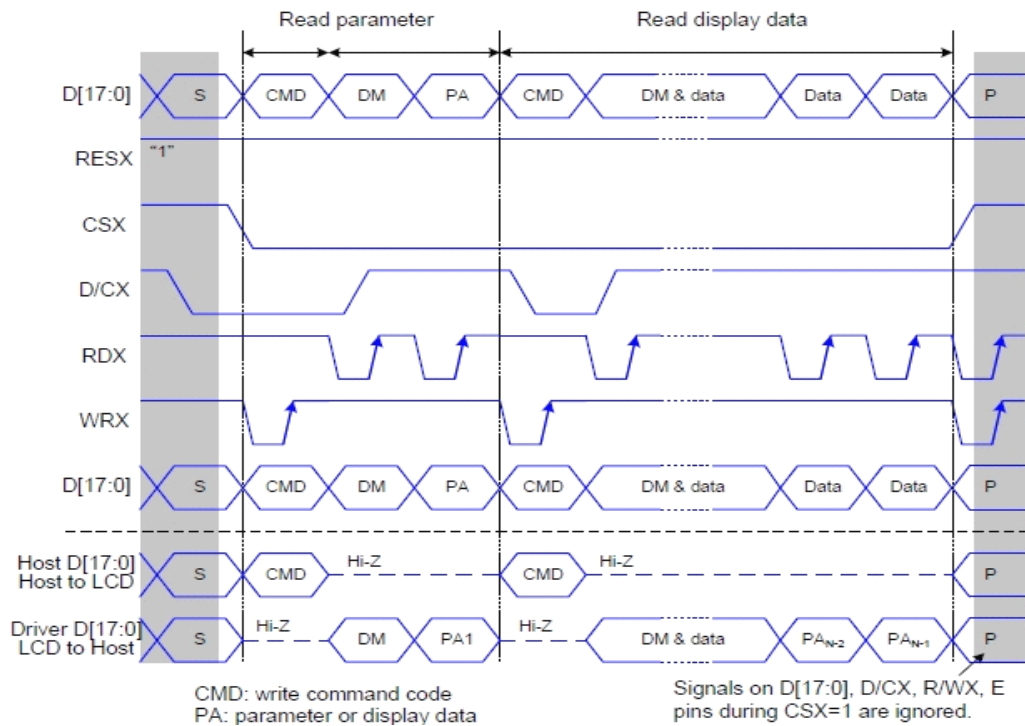 Read parameter Read display data
D[17:0] S CMD DM PA CMD DM & data Data Data P
RESX "1"
CSX
D/CX
RDX
WRX
D[17:0] S CMD DM PA CMD DM & data Data Data P
Host D[17:0]
Host to LCD
S CMD Hi-Z CMD Hi-Z P
Driver D[17:0]
LCD to Host
S Hi-Z DM PA1 Hi-Z DM & data PAN-2 PAN-1 P
CMD: write command code
PA: parameter or display data
Signals on D[17:0], D/CX, R/WX, E
pins during CSX=1 are ignored.